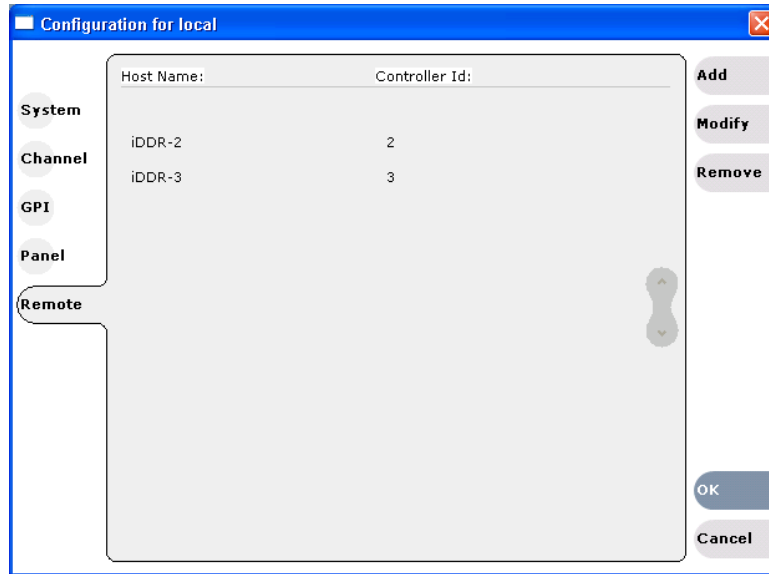 Configuration for local
Host Name: Controller Id:
iDDR-2 2
iDDR-3 3
System
Channel
GPI
Panel
Remote
Add
Modify
Remove
OK
Cancel